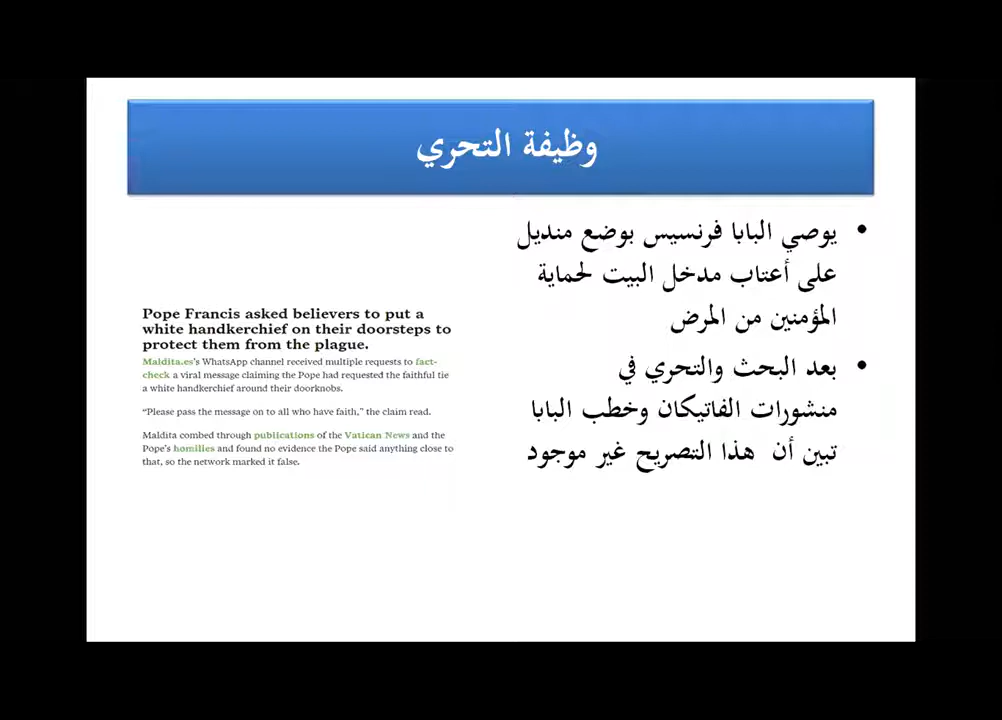 وظيفة التحري
يوصي البابا فرنسيس بوضع منديل
على أعتاب مدخل البيت لحماية
المؤمنين من المرض
بعد البحث والتحري في
منشورات الفاتيكان وخطب البابا
تبين أن هذا التصريح غير موجود
Pope Francis asked believers to put a
white handkerchief on their doorsteps to
protect them from the plague.
Maldita.es's WhatsApp channel received multiple requests to fact-
check a viral message claiming the Pope had requested the faithful tie
a white handkerchief around their doorknobs.
"Please pass the message on to all who have faith," the claim read.
Maldita combed through publications of the Vatican News and the
Pope's homilies and found no evidence the Pope said anything close to
that, so the network marked it false.